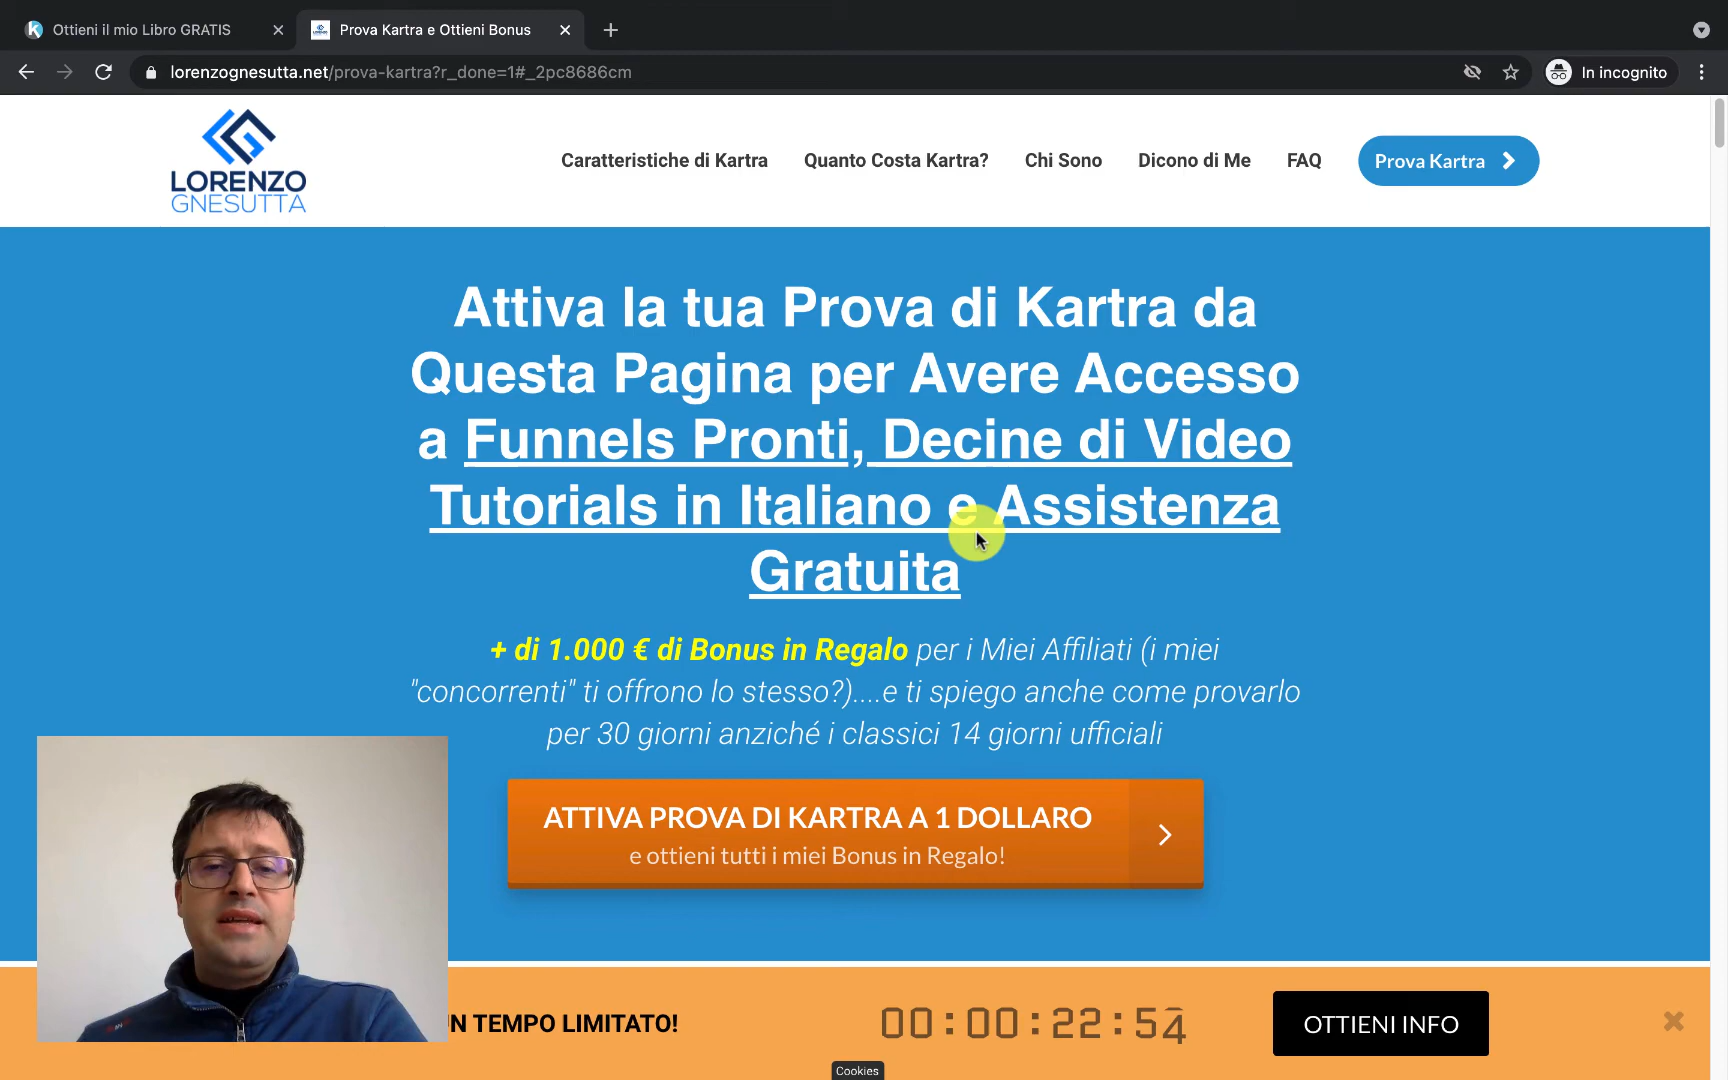 Ottieni il mio Libro GRATIS
Prova Kartra e Ottieni Bonus
lorenzognesutta.net/prova-kartra?r_done=1#_2pc8686cm
In incognito
LORENZO
GNESUTTA
Caratteristiche di Kartra
Quanto Costa Kartra?
Chi Sono
Dicono di Me
FAQ
Prova Kartra
Attiva la tua Prova di Kartra da
Questa Pagina per Avere Accesso
a Funnels Pronti, Decine di Video
Tutorials in Italiano e Assistenza
Gratuita
+ di 1.000 € di Bonus in Regalo per i Miei Affiliati (i miei
"concorrenti" ti offrono lo stesso?)....e ti spiego anche come provarlo
per 30 giorni anziché i classici 14 giorni ufficiali
ATTIVA PROVA DI KARTRA A 1 DOLLARO
e ottieni tutti i miei Bonus in Regalo!
UN TEMPO LIMITATO!
00:00:22:54
OTTIENI INFO
Cookies